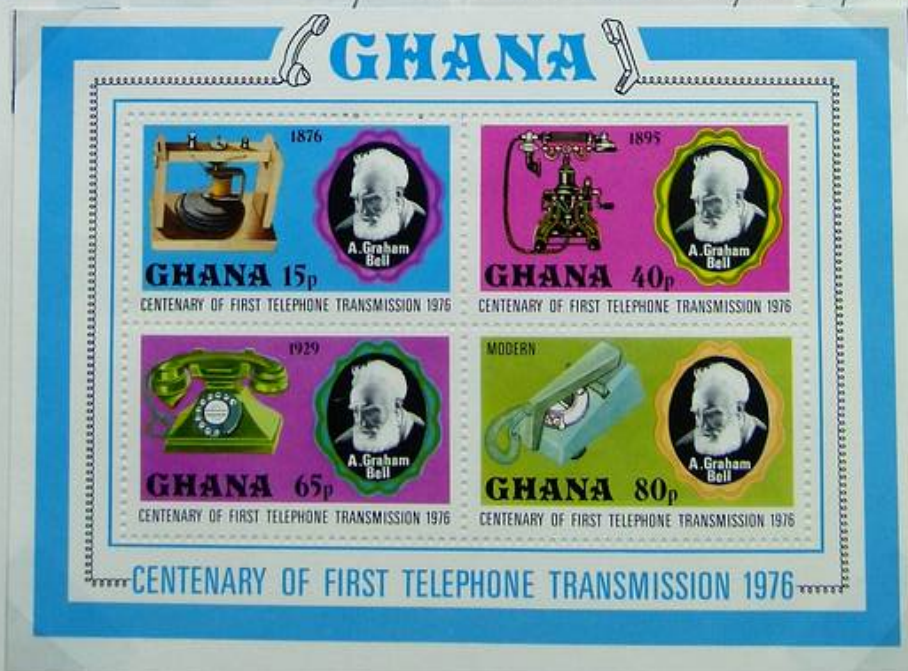 GHANA
1876
A.Graham
Bell
GHANA 15p
CENTENARY OF FIRST TELEPHONE TRANSMISSION 1976
1895
A.Graham
Bell
GHANA 40p
CENTENARY OF FIRST TELEPHONE TRANSMISSION 1976
1929
A.Graham
Bell
GHANA 65p
CENTENARY OF FIRST TELEPHONE TRANSMISSION 1976
MODERN
A.Graham
Bell
GHANA 80p
CENTENARY OF FIRST TELEPHONE TRANSMISSION 1976
CENTENARY OF FIRST TELEPHONE TRANSMISSION 1976